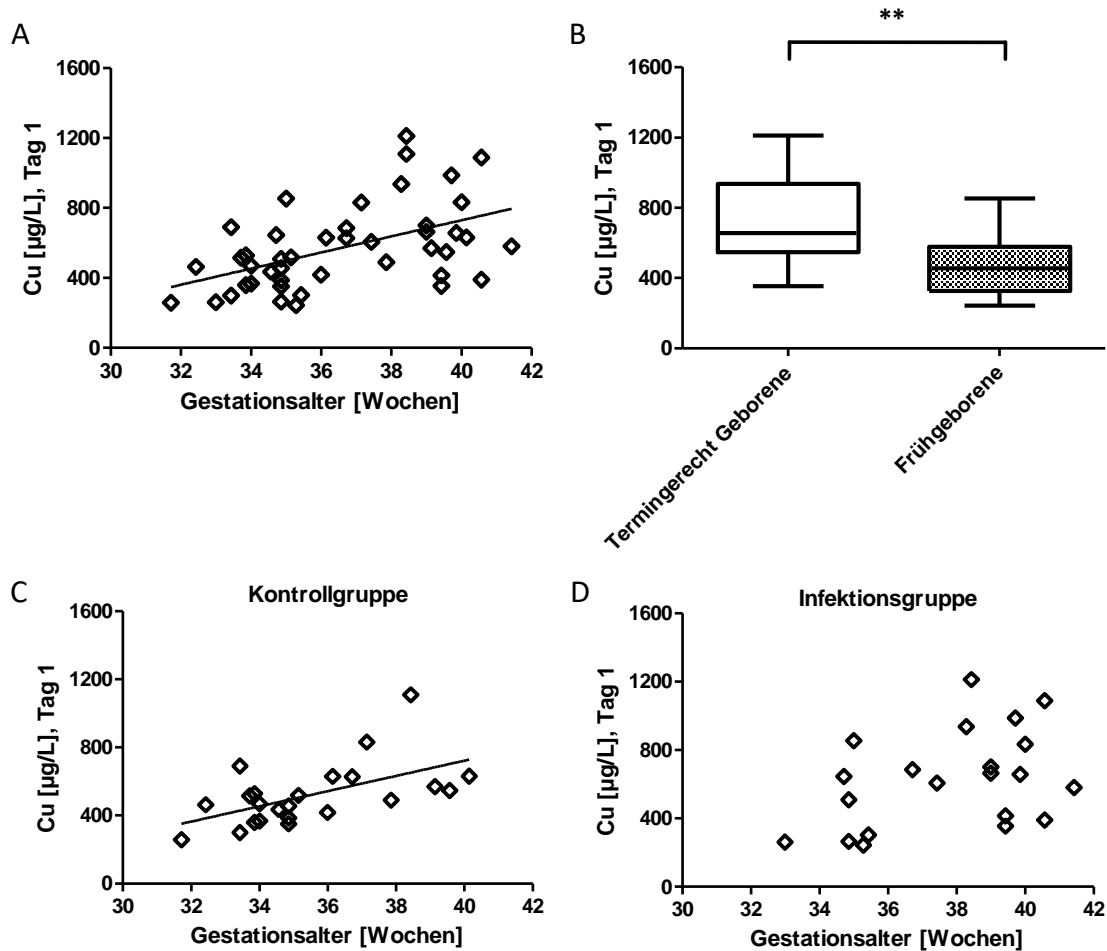 A
Cu [µg/L], Tag 1
1600
1200
800
400
0
30 32 34 36 38 40 42
Gestationsalter [Wochen]
B
**
Cu [µg/L], Tag 1
1600
1200
800
400
0
Termingerecht Geborene
Frühgeborene
C
Kontrollgruppe
Cu [µg/L], Tag 1
1600
1200
800
400
0
30 32 34 36 38 40 42
Gestationsalter [Wochen]
D
Infektionsgruppe
Cu [µg/L], Tag 1
1600
1200
800
400
0
30 32 34 36 38 40 42
Gestationsalter [Wochen]